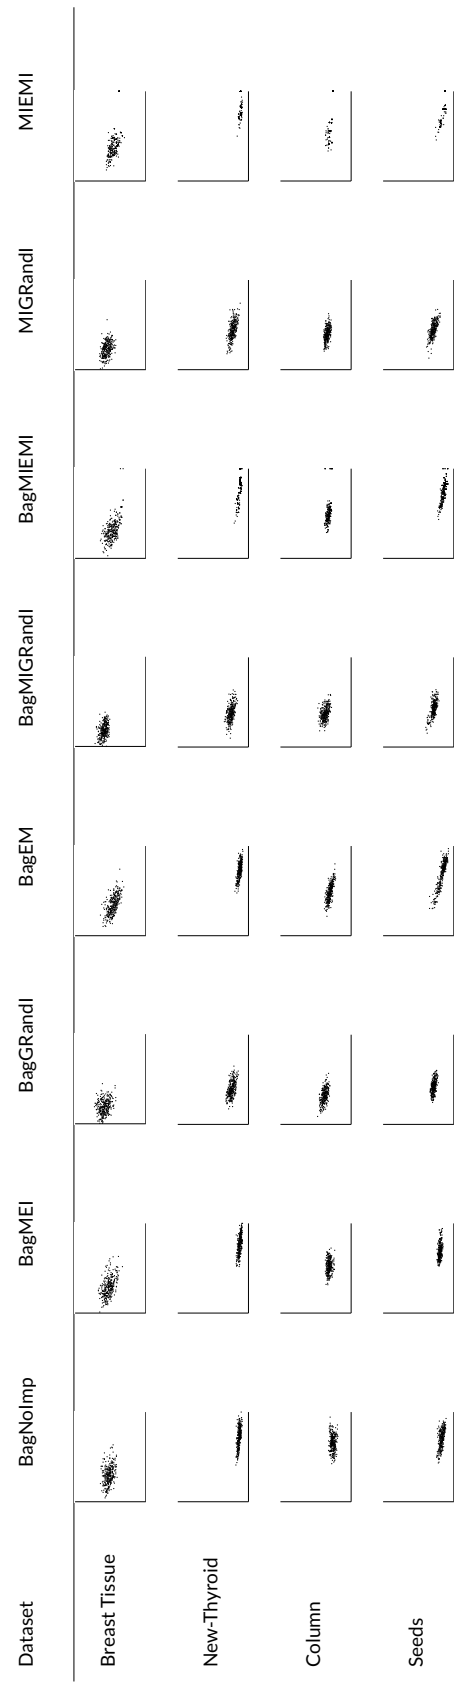 Dataset BagNoImp BagMEI BagGRandI BagEM BagMIGRandI BagMIEMI MIGRandI MIEMI
Breast Tissue
New-Thyroid
Column
Seeds